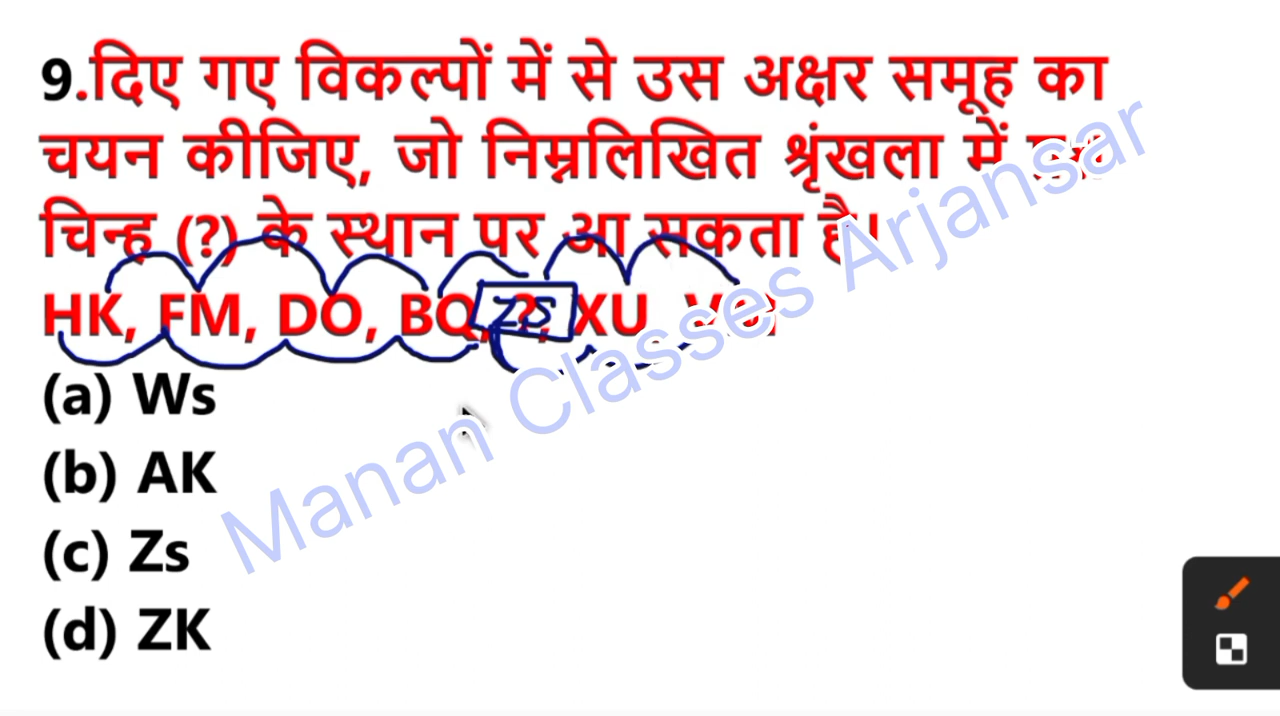 9.दिए गए विकल्पों में से उस अक्षर समूह का
चयन कीजिए, जो निम्नलिखित श्रृंखला में
चिन्ह (?) के स्थान पर आ सकता है।
HK, FM, DO, BQ, ?, XU
ZS
(a) Ws
(b) AK
(c) Zs
(d) ZK
Manan Classes Arjansar